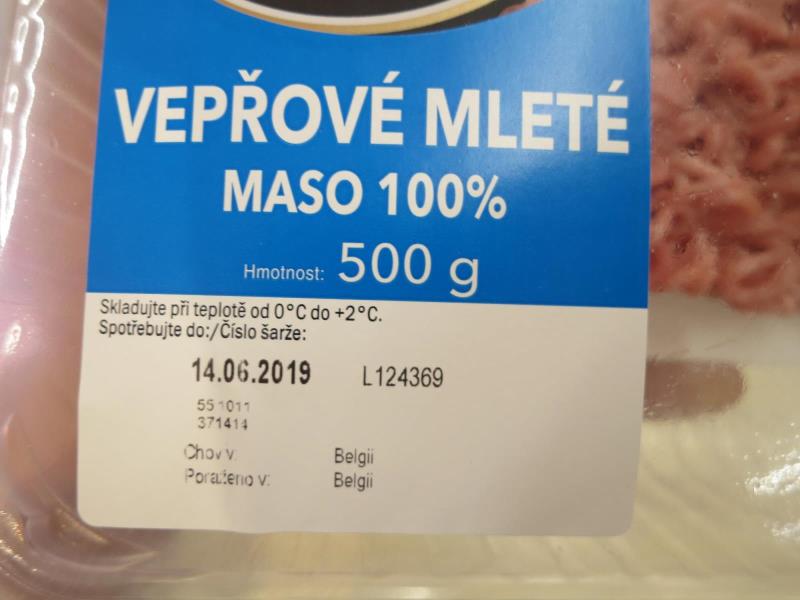 VEPŘOVÉ MLETÉ
MASO 100%
Hmotnost: 500 g
Skladujte při teplotě od 0°C do +2°C.
Spotřebujte do:/Číslo šarže:
14.06.2019 L124369
551011
371414
Chov v: Belgii
Poraženo v: Belgii